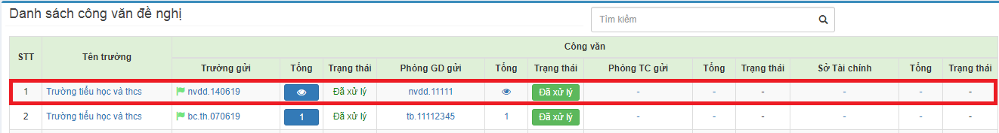 Danh sách công văn đề nghị
Tìm kiếm
STT Tên trường Công văn
Trường gửi Tổng Trạng thái Phòng GD gửi Tổng Trạng thái Phòng TC gửi Tổng Trạng thái Sở Tài chính Tổng Trạng thái
1 Trường tiểu học và thcs nvdd.140619 Đã xử lý nvdd.11111 Đã xử lý - - - - - -
2 Trường tiểu học và thcs bc.th.070619 1 Đã xử lý tb.11112345 1 Đã xử lý - - - - - -